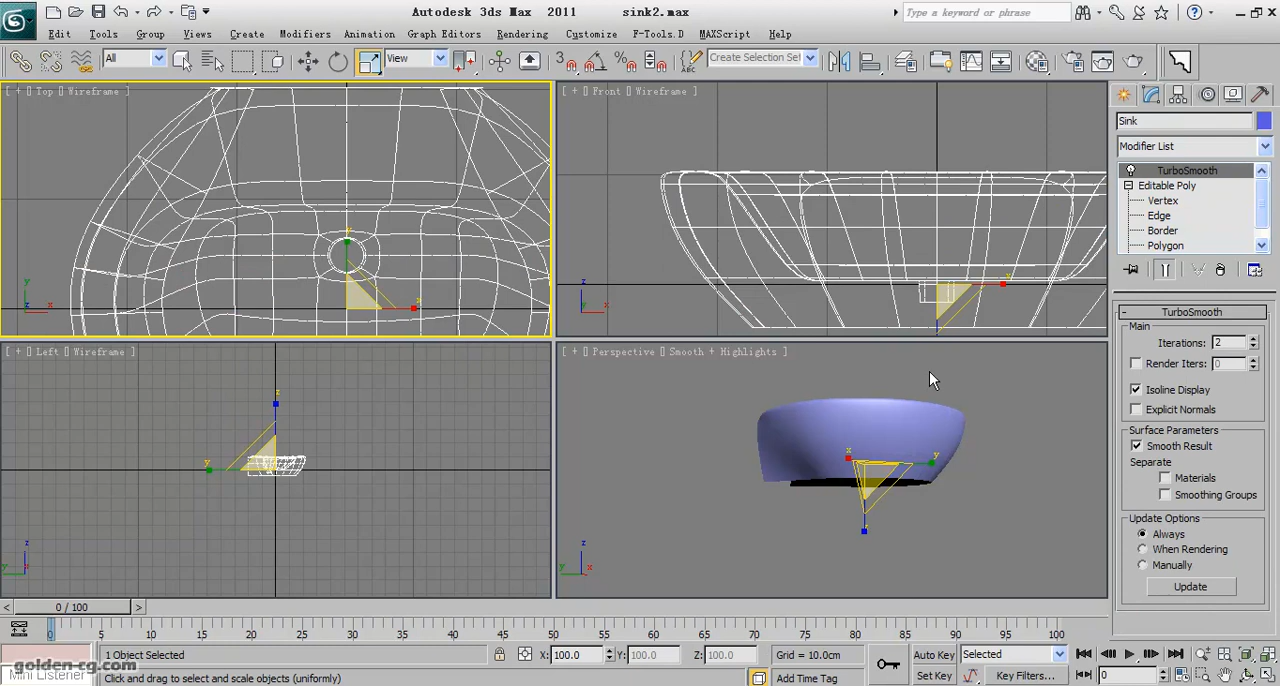 Autodesk 3ds Max 2011 sink2.max
Type a keyword or phrase
Edit Tools Group Views Create Modifiers Animation Graph Editors Rendering Customize F-Tools.D MAXScript Help
All View Create Selection Set
[ + [] Top [] Wireframe ]
[ + [] Front [] Wireframe ]
[ + [] Left [] Wireframe ]
[ + [] Perspective [] Smooth + Highlights ]
Sink
Modifier List
TurboSmooth
Editable Poly
Vertex
Edge
Border
Polygon
TurboSmooth
Main
Iterations: 2
Render Iters: 0
Isoline Display
Explicit Normals
Surface Parameters
Smooth Result
Separate
Materials
Smoothing Groups
Update Options
Always
When Rendering
Manually
Update
0 / 100
0 5 10 15 20 25 30 35 40 45 50 55 60 65 70 75 80 85 90 95 100
1 Object Selected X: 100.0 Y: 100.0 Z: 100.0 Grid = 10.0cm Auto Key Selected
golden-cg.com
Mini Listener Click and drag to select and scale objects (uniformly) Add Time Tag Set Key Key Filters... 0